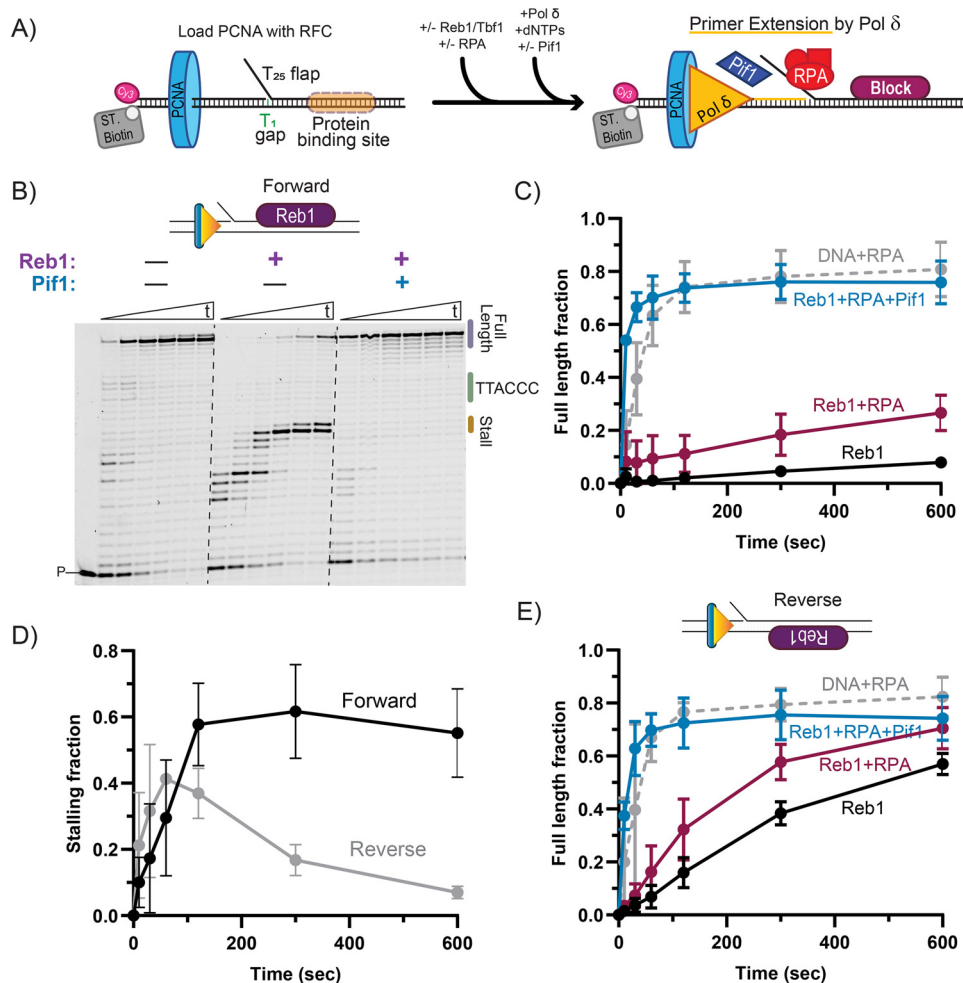 A)
Load PCNA with RFC
+/- Reb1/Tbf1
+/- RPA
+Pol δ
+dNTPs
+/- Pif1
Primer Extension by Pol δ
Cy3
ST.
Biotin
PCNA
T25 flap
T1
gap
Protein
binding site
Cy3
ST.
Biotin
PCNA
Pol δ
Pif1
RPA
Block
B)
Forward
Reb1
Reb1: — + +
Pif1: — — +
t
t
t
Full
Length
TTACCC
Stall
P
C)
Full length fraction
1.0
0.8
0.6
0.4
0.2
0.0
DNA+RPA
Reb1+RPA+Pif1
Reb1+RPA
Reb1
0 200 400 600
Time (sec)
D)
Stalling fraction
0.8
0.6
0.4
0.2
0.0
Forward
Reverse
0 200 400 600
Time (sec)
E)
Reverse
Reb1
Full length fraction
1.0
0.8
0.6
0.4
0.2
0.0
DNA+RPA
Reb1+RPA+Pif1
Reb1+RPA
Reb1
0 200 400 600
Time (sec)